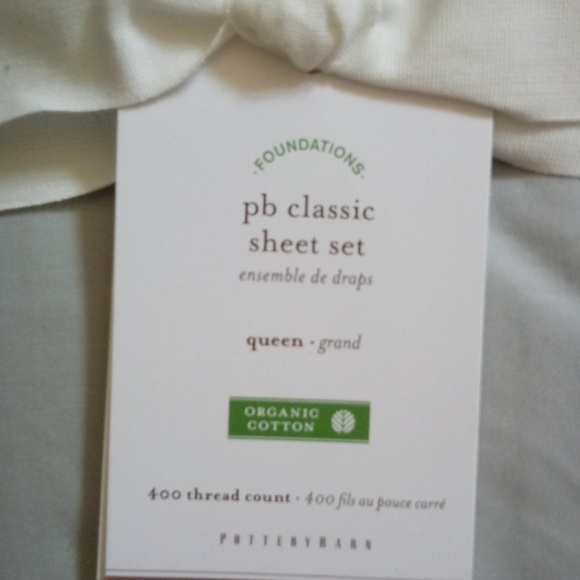 ·FOUNDATIONS·
pb classic
sheet set
ensemble de draps
queen · grand
ORGANIC
COTTON
400 thread count · 400 fils au pouce carré
POTTERYBARN